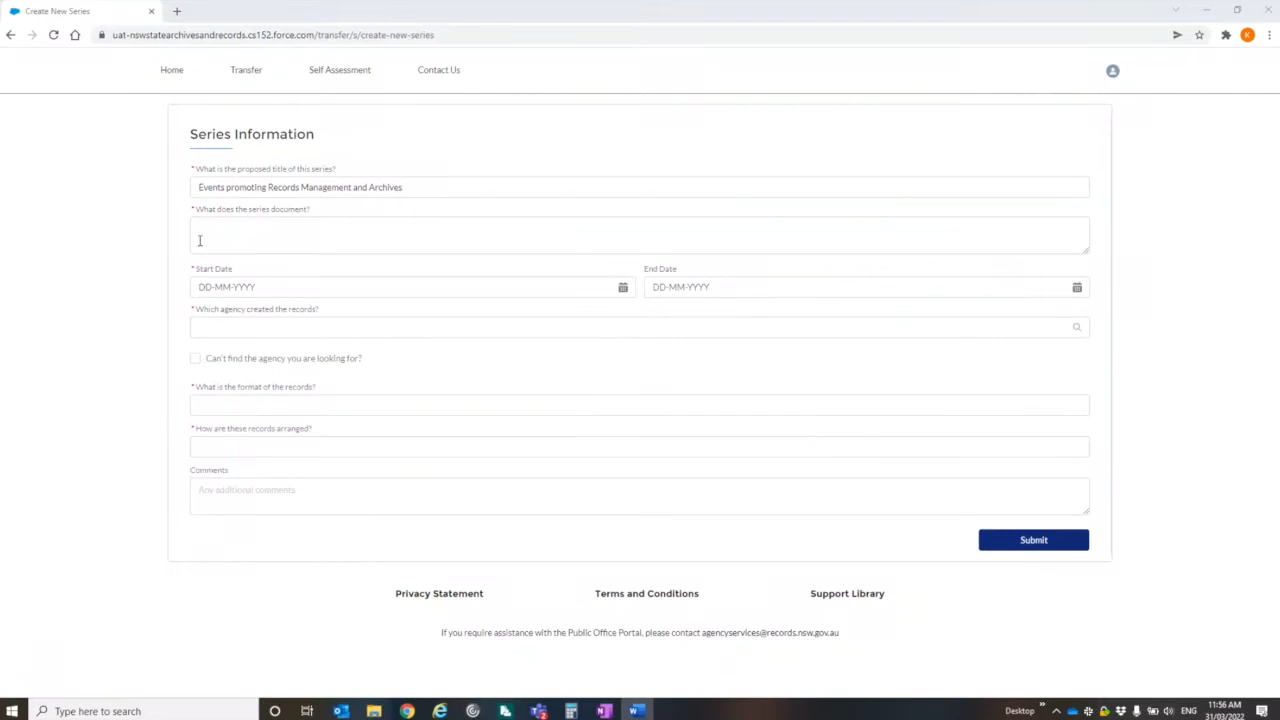 Create New Series
uat-nswstatearchivesandrecords.cs152.force.com/transfer/s/create-new-series
K
Home Transfer Self Assessment Contact Us
Series Information
* What is the proposed title of this series?
Events promoting Records Management and Archives
* What does the series document?
* Start Date End Date
DD-MM-YYYY DD-MM-YYYY
* Which agency created the records?
Can't find the agency you are looking for?
* What is the format of the records?
* How are these records arranged?
Comments
Any additional comments
Submit
Privacy Statement Terms and Conditions Support Library
If you require assistance with the Public Office Portal, please contact agencyservices@records.nsw.gov.au
Type here to search
Desktop
ENG
11:56 AM
31/03/2022